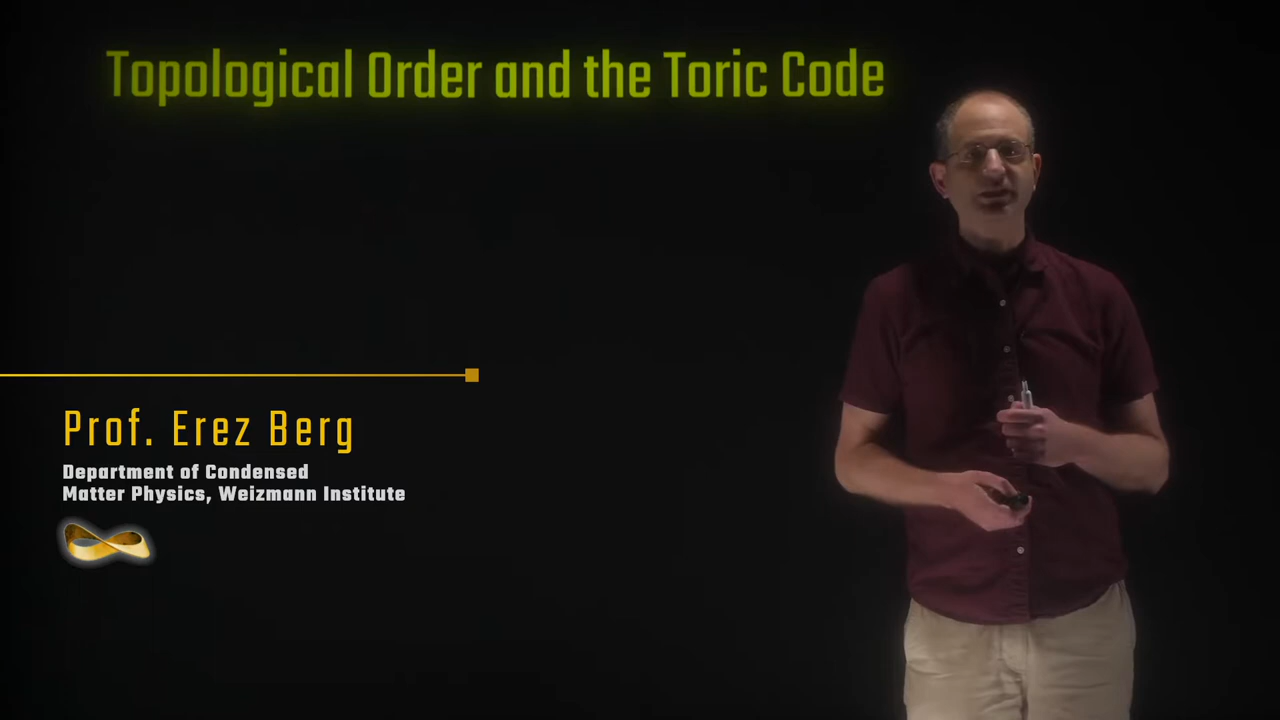 Topological Order and the Toric Code
Prof. Erez Berg
Department of Condensed
Matter Physics, Weizmann Institute